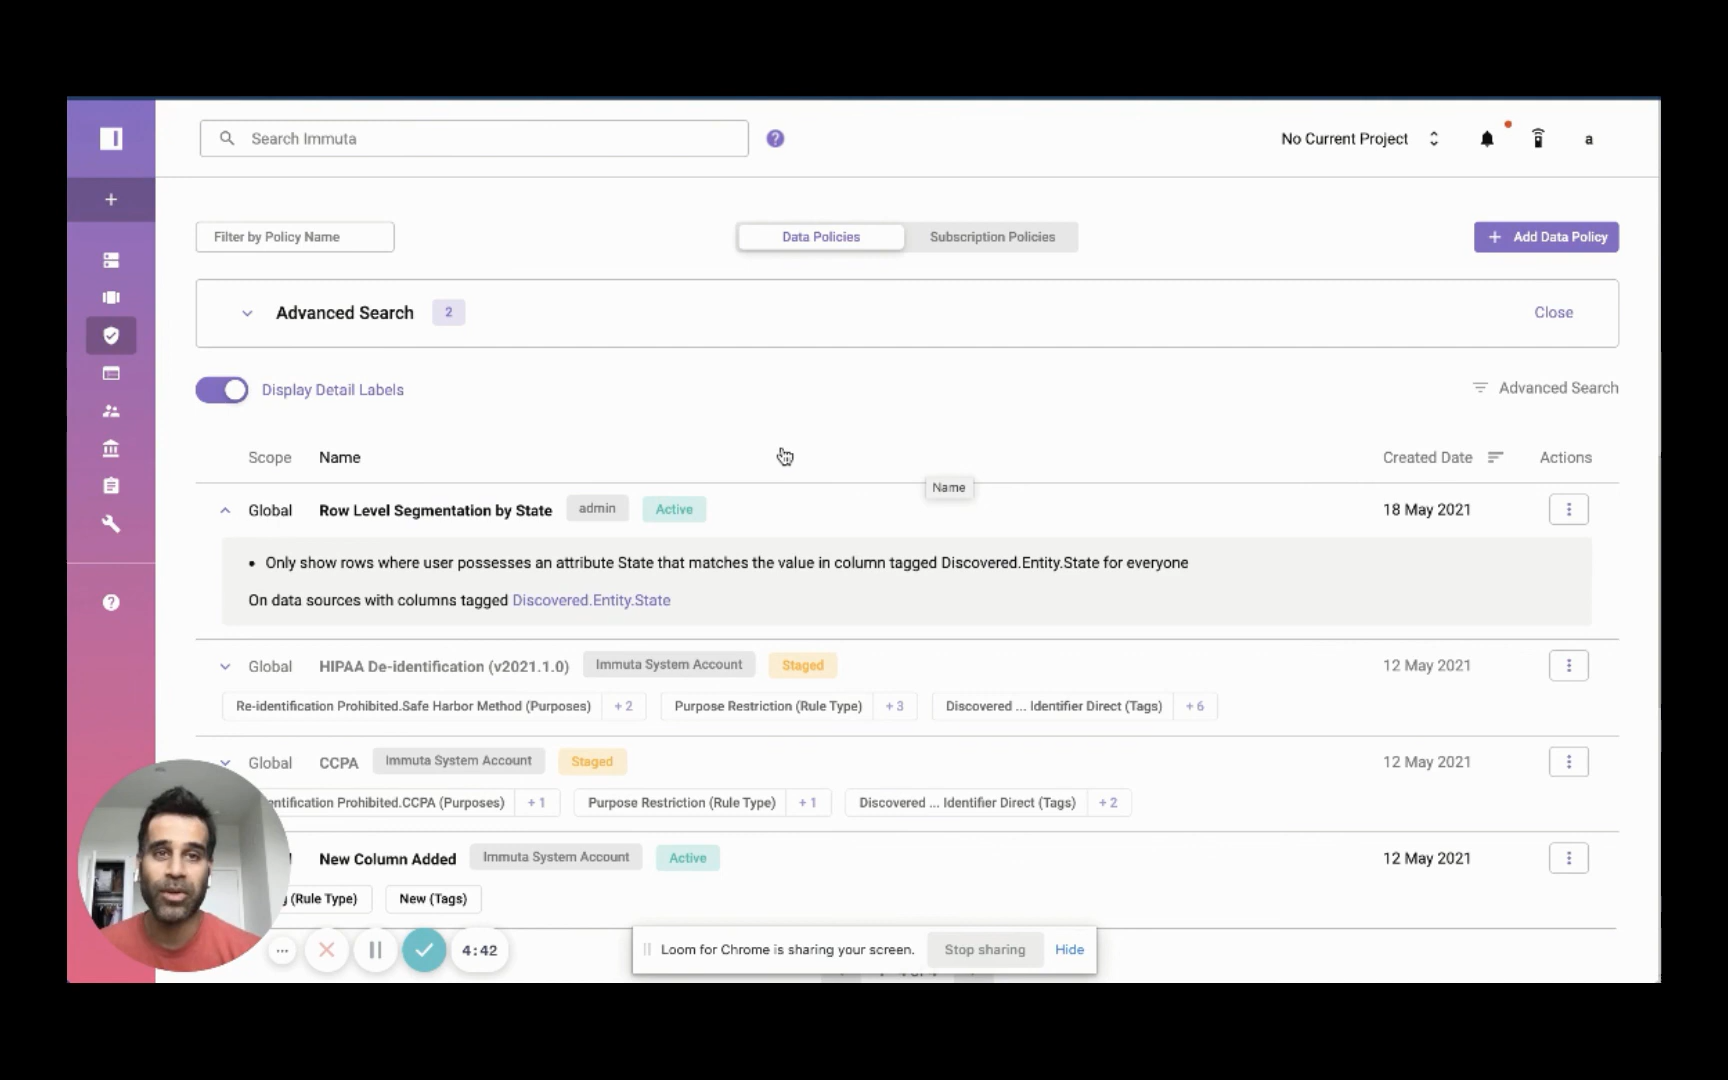 Search Immuta
?
No Current Project
a
+
Filter by Policy Name
Data Policies
Subscription Policies
+ Add Data Policy
Advanced Search
2
Close
Display Detail Labels
Advanced Search
Scope Name Created Date Actions
Name
Global Row Level Segmentation by State admin Active 18 May 2021
• Only show rows where user possesses an attribute State that matches the value in column tagged Discovered.Entity.State for everyone
On data sources with columns tagged Discovered.Entity.State
Global HIPAA De-identification (v2021.1.0) Immuta System Account Staged 12 May 2021
Re-identification Prohibited.Safe Harbor Method (Purposes) + 2 Purpose Restriction (Rule Type) + 3 Discovered ... Identifier Direct (Tags) + 6
Global CCPA Immuta System Account Staged 12 May 2021
entification Prohibited.CCPA (Purposes) + 1 Purpose Restriction (Rule Type) + 1 Discovered ... Identifier Direct (Tags) + 2
New Column Added Immuta System Account Active 12 May 2021
(Rule Type) New (Tags)
4:42
Loom for Chrome is sharing your screen. Stop sharing Hide
?